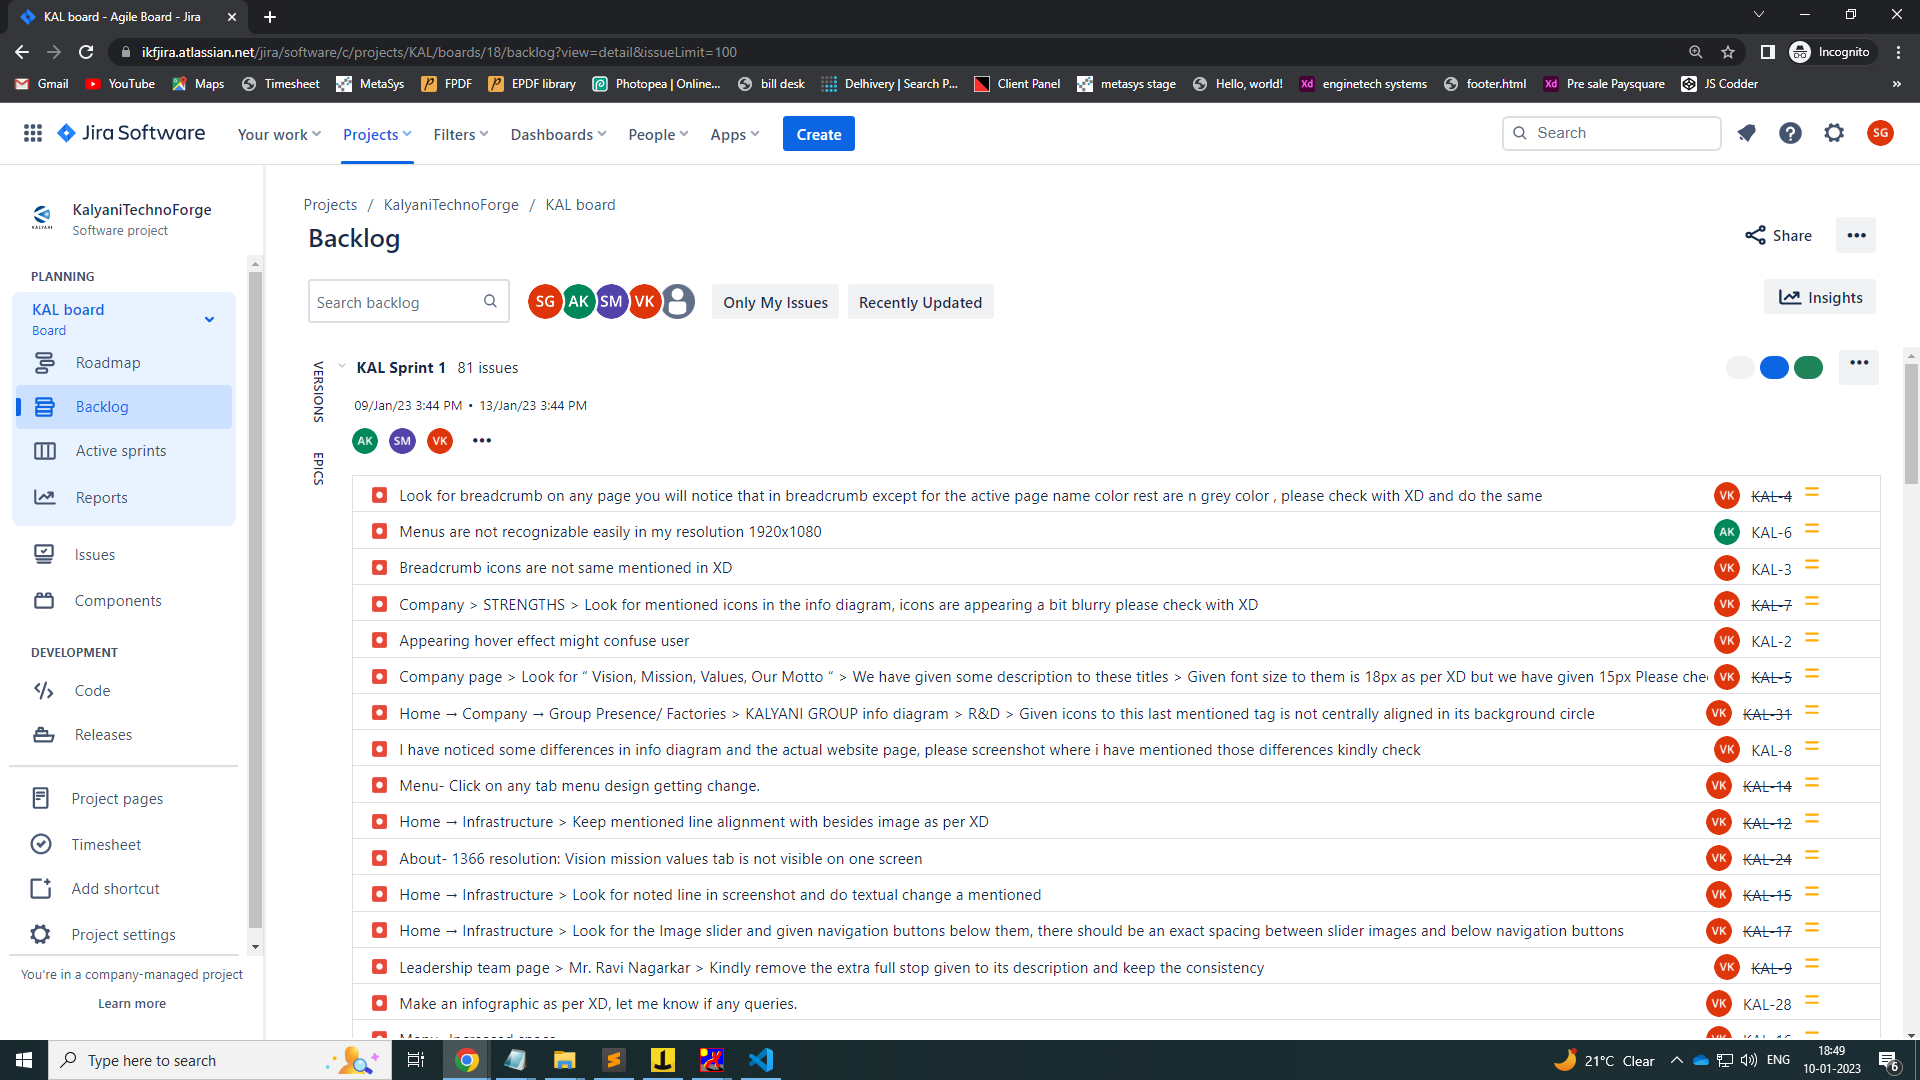 KAL board - Agile Board - Jira
ikfjira.atlassian.net/jira/software/c/projects/KAL/boards/18/backlog?view=detail&issueLimit=100
Incognito
Gmail YouTube Maps Timesheet MetaSys FPDF EPDF library Photopea | Online... bill desk Delhivery | Search P... Client Panel metasys stage Hello, world! Xd enginetech systems footer.html Xd Pre sale Paysquare JS Codder »
Jira Software Your work Projects Filters Dashboards People Apps Create Search SG
KalyaniTechnoForge
Software project
PLANNING
KAL board
Board
Roadmap
Backlog
Active sprints
Reports
Issues
Components
DEVELOPMENT
Code
Releases
Project pages
Timesheet
Add shortcut
Project settings
You're in a company-managed project
Learn more
Projects / KalyaniTechnoForge / KAL board
Backlog
Share
Search backlog SG AK SM VK Only My Issues Recently Updated Insights
VERSIONS
EPICS
KAL Sprint 1 81 issues
09/Jan/23 3:44 PM • 13/Jan/23 3:44 PM
AK SM VK
Look for breadcrumb on any page you will notice that in breadcrumb except for the active page name color rest are n grey color , please check with XD and do the same VK KAL-4
Menus are not recognizable easily in my resolution 1920x1080 AK KAL-6
Breadcrumb icons are not same mentioned in XD VK KAL-3
Company > STRENGTHS > Look for mentioned icons in the info diagram, icons are appearing a bit blurry please check with XD VK KAL-7
Appearing hover effect might confuse user VK KAL-2
Company page > Look for “ Vision, Mission, Values, Our Motto “ > We have given some description to these titles > Given font size to them is 18px as per XD but we have given 15px Please che VK KAL-5
Home → Company → Group Presence/ Factories > KALYANI GROUP info diagram > R&D > Given icons to this last mentioned tag is not centrally aligned in its background circle VK KAL-31
I have noticed some differences in info diagram and the actual website page, please screenshot where i have mentioned those differences kindly check VK KAL-8
Menu- Click on any tab menu design getting change. VK KAL-14
Home → Infrastructure > Keep mentioned line alignment with besides image as per XD VK KAL-12
About- 1366 resolution: Vision mission values tab is not visible on one screen VK KAL-24
Home → Infrastructure > Look for noted line in screenshot and do textual change a mentioned VK KAL-15
Home → Infrastructure > Look for the Image slider and given navigation buttons below them, there should be an exact spacing between slider images and below navigation buttons VK KAL-17
Leadership team page > Mr. Ravi Nagarkar > Kindly remove the extra full stop given to its description and keep the consistency VK KAL-9
Make an infographic as per XD, let me know if any queries. VK KAL-28
Type here to search
21°C Clear
ENG
18:49
10-01-2023
6